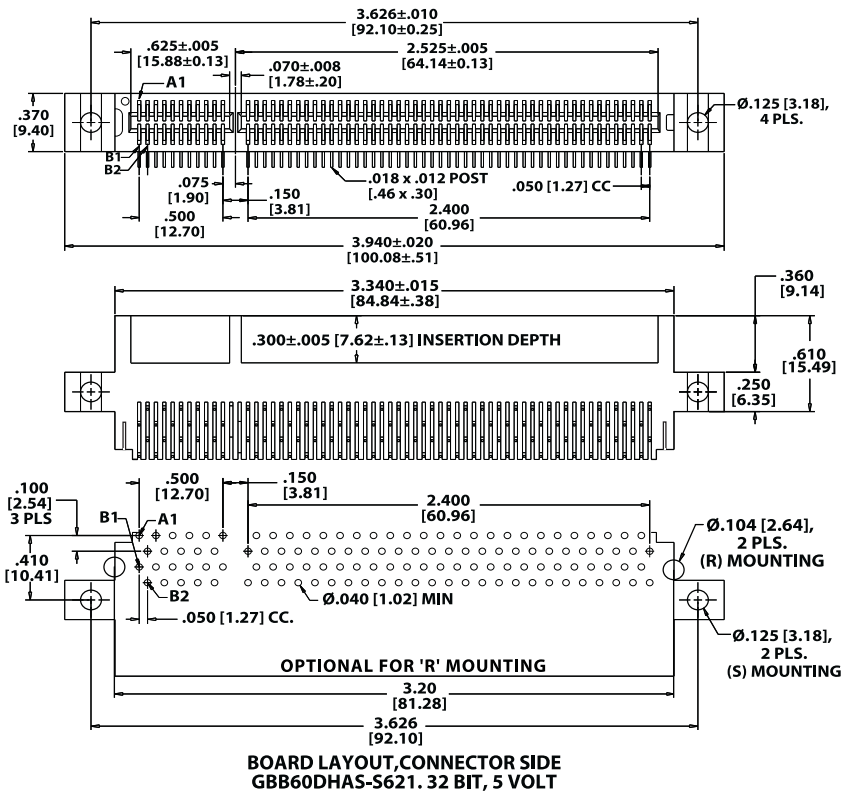 3.626±.010
[92.10±0.25]
.625±.005
[15.88±0.13]
2.525±.005
[64.14±0.13]
.070±.008
[1.78±.20]
A1
.370
[9.40]
Ø.125 [3.18],
4 PLS.
B1
B2
.075
[1.90]
.018 x .012 POST
[.46 x .30]
.050 [1.27] CC
.150
[3.81]
.500
[12.70]
2.400
[60.96]
3.940±.020
[100.08±.51]
3.340±.015
[84.84±.38]
.360
[9.14]
.300±.005 [7.62±.13] INSERTION DEPTH
.610
[15.49]
.250
[6.35]
.500
[12.70]
.150
[3.81]
.100
[2.54]
3 PLS
B1
A1
2.400
[60.96]
Ø.104 [2.64],
2 PLS.
(R) MOUNTING
.410
[10.41]
B2
Ø.040 [1.02] MIN
.050 [1.27] CC.
Ø.125 [3.18],
2 PLS.
(S) MOUNTING
OPTIONAL FOR 'R' MOUNTING
3.20
[81.28]
3.626
[92.10]
BOARD LAYOUT,CONNECTOR SIDE
GBB60DHAS-S621. 32 BIT, 5 VOLT